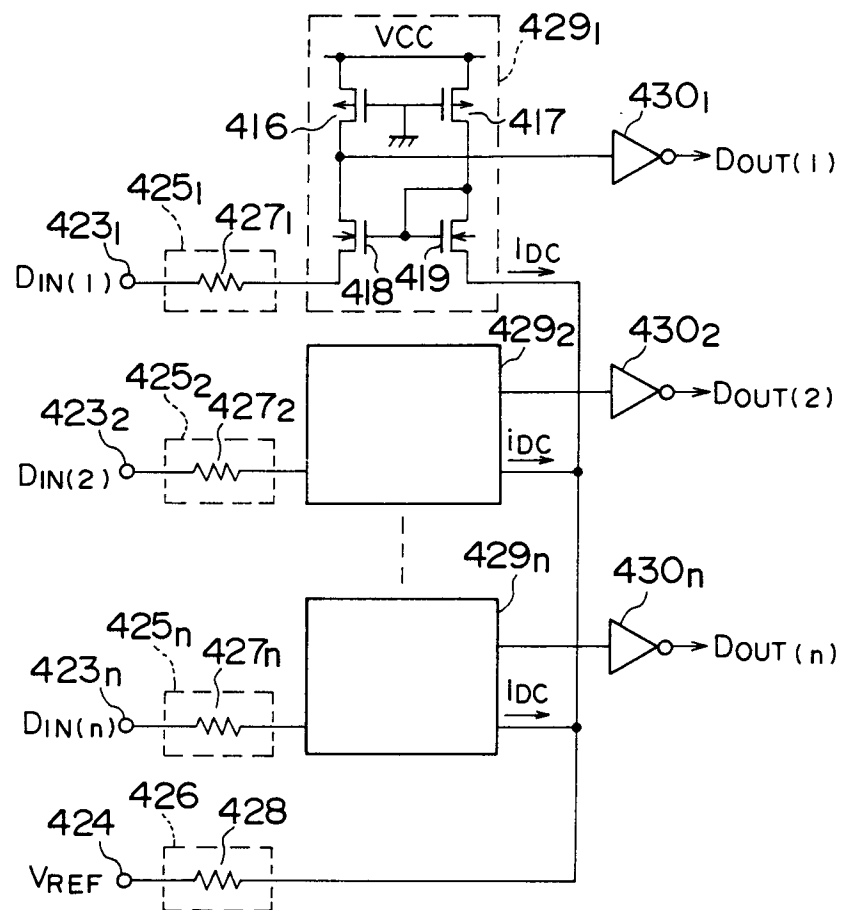 VCC
429₁
416
417
430₁
DOUT(1)
425₁
423₁
427₁
DIN(1)
418
419
IDC
429₂
430₂
DOUT(2)
425₂
423₂
427₂
DIN(2)
iDC
429n
430n
DOUT(n)
425n
423n
427n
DIN(n)
IDC
426
424
428
VREF